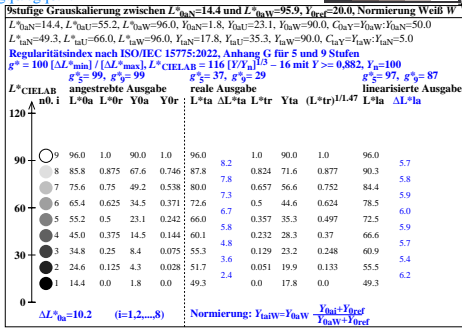 9stufige Grauskalierung zwischen L*0aN=14.4 und L*0aW=95.9, Y0ref=20.0, Normierung Weiß W
L*0aN=14.4, L*0aU=55.2, L*0aW=96.0, Y0aN=1.8, Y0aU=23.1, Y0aW=90.0, C0aY=Y0aW:Y0aN=50.0
L*taN=49.3, L*taU=66.0, L*taW=96.0, YtaN=17.8, YtaU=35.3, YtaW=90.0, CtaY=YtaW:YtaN=5.0
Regularitätsindex nach ISO/IEC 15775:2022, Anhang G für 5 und 9 Stufen
g* = 100 [ΔL*min] / [ΔL*max], L*CIELAB = 116 [Y/Yn]1/3 − 16 mit Y >= 0,882, Yn=100
g*5= 99, g*9= 99 g*5= 37, g*9= 29 g*5= 97, g*9= 87
L*CIELAB angestrebte Ausgabe reale Ausgabe linearisierte Ausgabe
n0. i L*0a L*0r Y0a Y0r L*ta ΔL*ta L*tr Yta (L*tr)1/1.47 L*la ΔL*la
120
9 96.0 1.0 90.0 1.0 96.0 1.0 90.0 1.0 96.0
8.2 5.7
8 85.8 0.875 67.6 0.746 87.8 0.824 71.6 0.877 90.3
7.8 5.8
90
7 75.6 0.75 49.2 0.538 80.0 0.657 56.6 0.752 84.4
7.3 5.9
6 65.4 0.625 34.5 0.371 72.6 0.5 44.6 0.624 78.5
6.7 6.0
60
5 55.2 0.5 23.1 0.242 66.0 0.357 35.3 0.497 72.5
5.8 5.9
4 45.0 0.375 14.5 0.144 60.1 0.232 28.3 0.37 66.6
4.8 5.7
30
3 34.8 0.25 8.4 0.075 55.3 0.129 23.2 0.248 60.9
3.6 5.4
2 24.6 0.125 4.3 0.028 51.7 0.051 19.9 0.133 55.5
2.4 6.2
1 14.4 0.0 1.8 0.0 49.3 0.0 17.8 0.0 49.3
0
ΔL*0a=10.2 (i=1,2,...,8) Normierung: YtaiW=Y0aW (Y0ai+Y0ref)/(Y0aW+Y0ref)